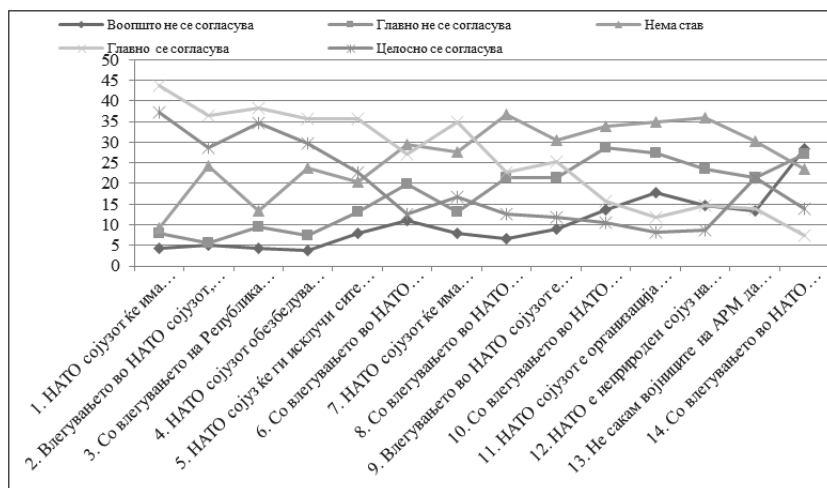 Воопшто не се согласува
Главно не се согласува
Нема став
Главно се согласува
Целосно се согласува
50
45
40
35
30
25
20
15
10
5
0
1. НАТО сојузот ќе има…
2. Влегувањето во НАТО сојузот,…
3. Со влегувањето на Република…
4. НАТО сојузот обезбедува…
5. НАТО сојуз ќе ги исклучи сите…
6. Со влегувањето во НАТО…
7. НАТО сојузот ќе има…
8. Со влегувањето во НАТО…
9. Влегувањето во НАТО сојузот е…
10. Со влегувањето во НАТО…
11. НАТО сојузот е организација…
12. НАТО е неприроден сојуз на…
13. Не сакам војниците на АРМ да…
14. Со влегувањето во НАТО…